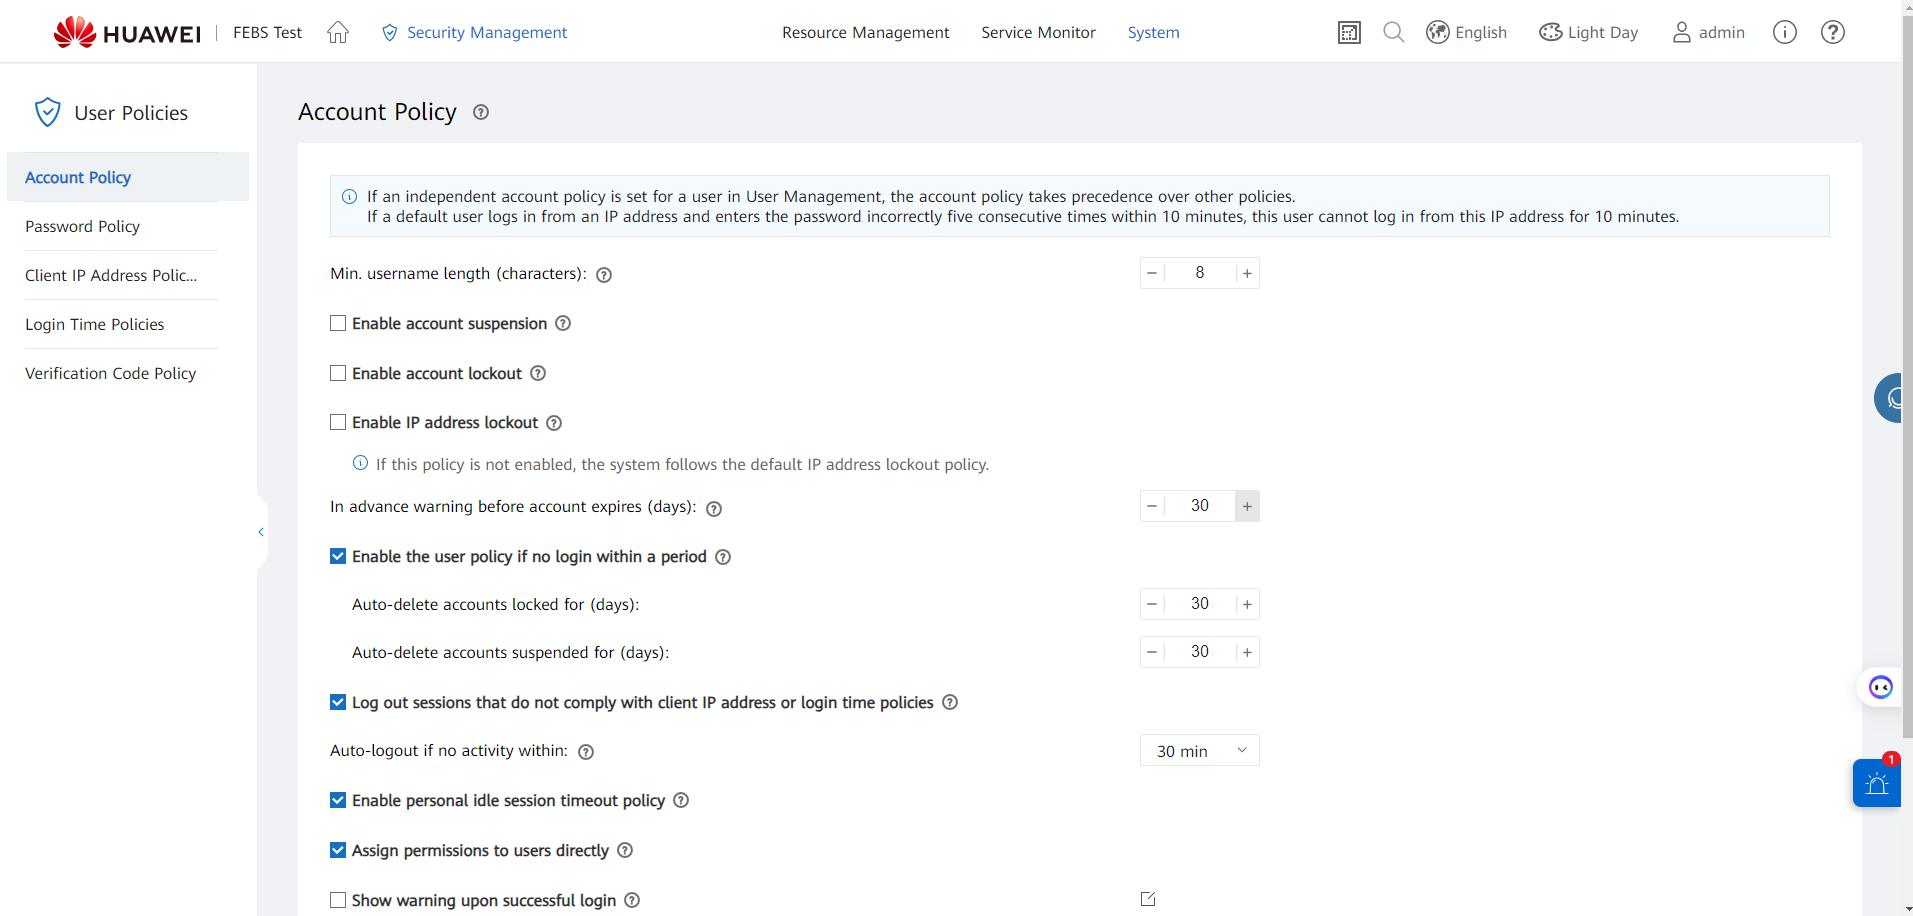 HUAWEI
FEBS Test
Security Management
Resource Management
Service Monitor
System
English
Light Day
admin
User Policies
Account Policy
Password Policy
Client IP Address Polic...
Login Time Policies
Verification Code Policy
Account Policy
If an independent account policy is set for a user in User Management, the account policy takes precedence over other policies.
If a default user logs in from an IP address and enters the password incorrectly five consecutive times within 10 minutes, this user cannot log in from this IP address for 10 minutes.
Min. username length (characters): 8
Enable account suspension
Enable account lockout
Enable IP address lockout
If this policy is not enabled, the system follows the default IP address lockout policy.
In advance warning before account expires (days): 30
Enable the user policy if no login within a period
Auto-delete accounts locked for (days): 30
Auto-delete accounts suspended for (days): 30
Log out sessions that do not comply with client IP address or login time policies
Auto-logout if no activity within: 30 min
Enable personal idle session timeout policy
1
Assign permissions to users directly
Show warning upon successful login